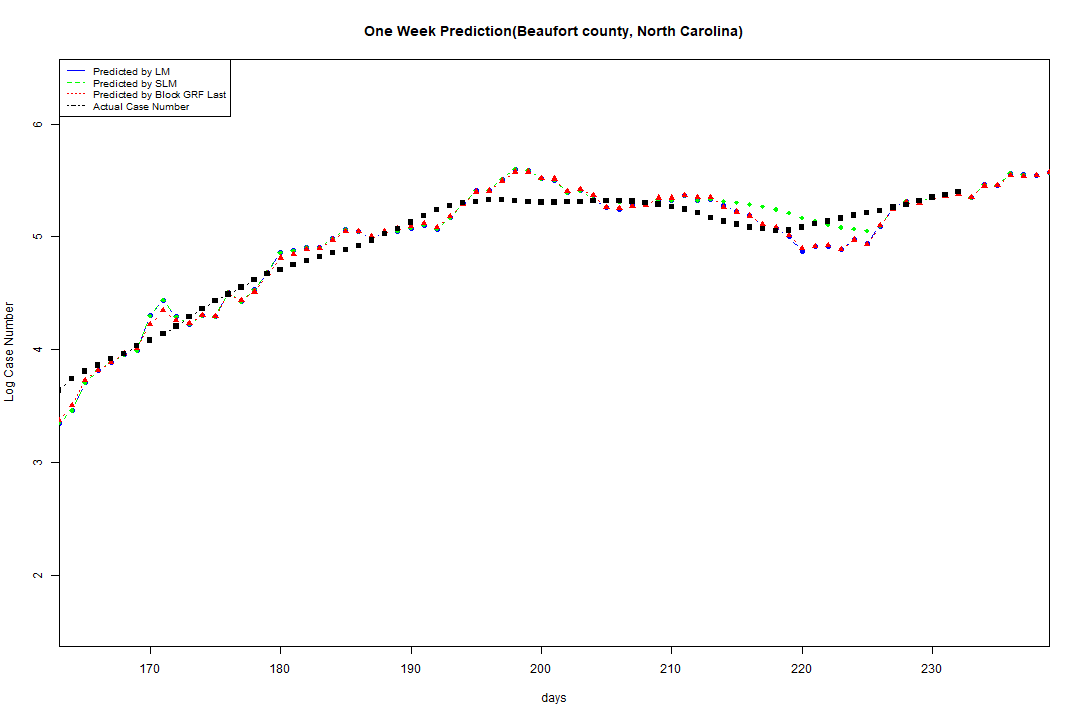 One Week Prediction(Beaufort county, North Carolina)
Predicted by LM
Predicted by SLM
Predicted by Block GRF Last
Actual Case Number
6
5
4
3
2
Log Case Number
170 180 190 200 210 220 230
days